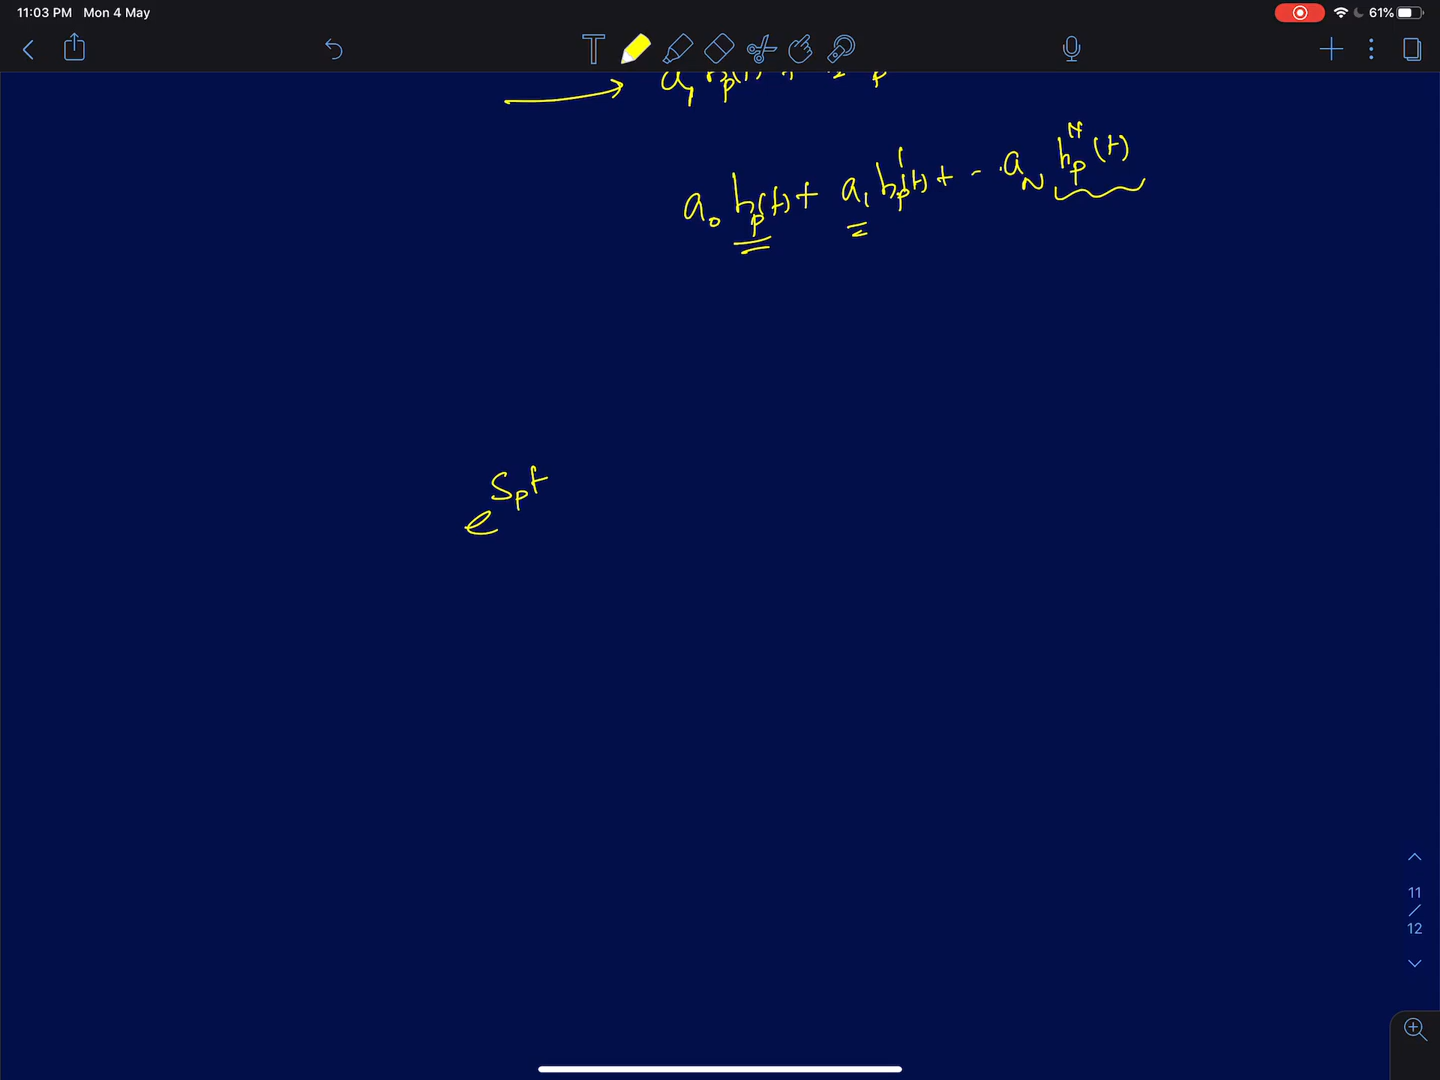 11:03 PM Mon 4 May 61%
T
a₀ hₚ(t) + a₁ hₚ'(t) + - - aₙ hₚᴺ(t)
e^{Sₚt}
11
/
12